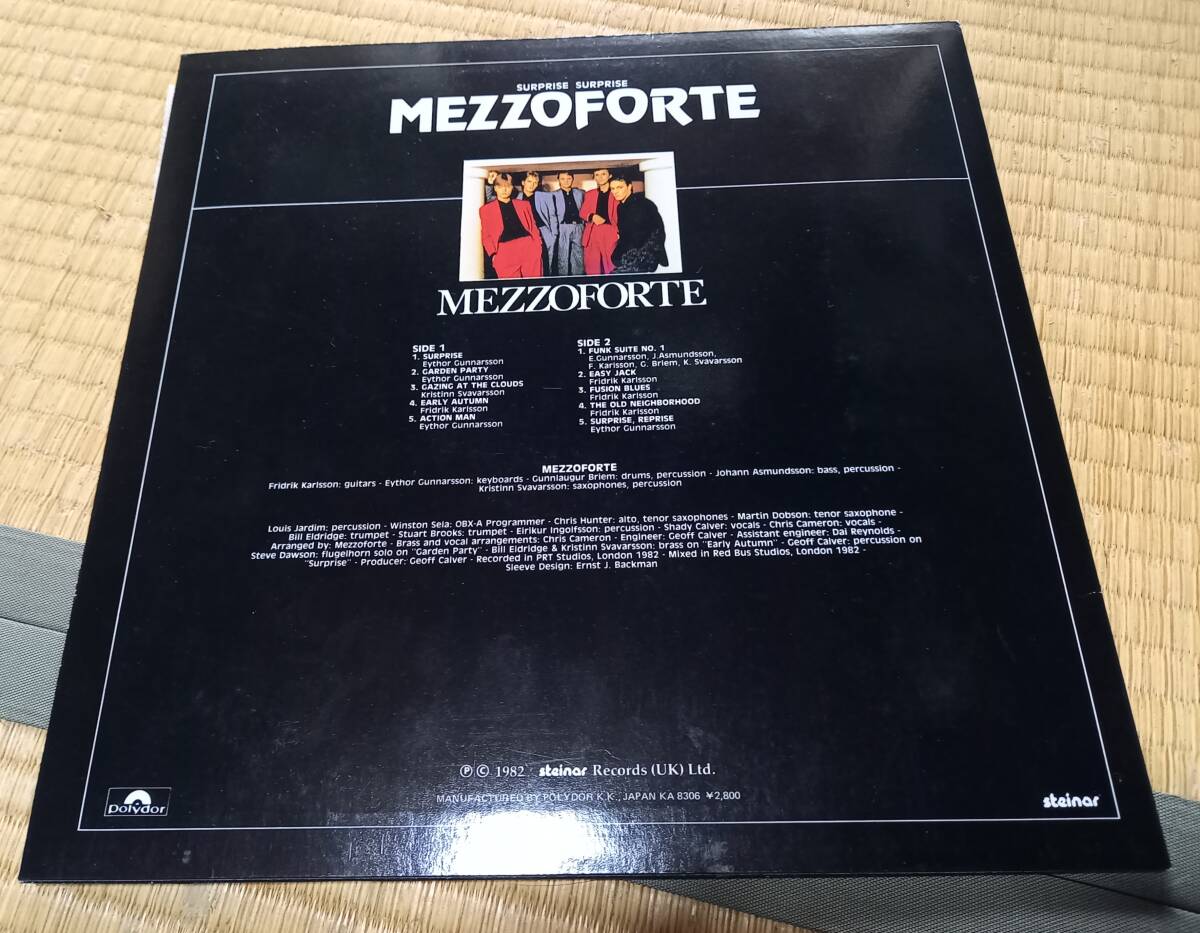 SURPRISE SURPRISE
MEZZOFORTE
MEZZOFORTE
SIDE 1
1. SURPRISE
Eythor Gunnarsson
2. GARDEN PARTY
Eythor Gunnarsson
3. GAZING AT THE CLOUDS
Kristinn Svavarsson
4. EARLY AUTUMN
Fridrik Karlsson
5. ACTION MAN
Eythor Gunnarsson
SIDE 2
1. FUNK SUITE NO. 1
E.Gunnarsson, J.Asmundsson,
F. Karlsson, G. Briem, K. Svavarsson
2. EASY JACK
Fridrik Karlsson
3. FUSION BLUES
Fridrik Karlsson
4. THE OLD NEIGHBORHOOD
Fridrik Karlsson
5. SURPRISE, REPRISE
Eythor Gunnarsson
MEZZOFORTE
Fridrik Karlsson: guitars - Eythor Gunnarsson: keyboards - Gunnlaugur Briem: drums, percussion - Johann Asmundsson: bass, percussion -
Kristinn Svavarsson: saxophones, percussion
Louis Jardim: percussion - Winston Sela: OBX-A Programmer - Chris Hunter: alto, tenor saxophones - Martin Dobson: tenor saxophone -
Bill Eldridge: trumpet - Stuart Brooks: trumpet - Eirikur Ingolfsson: percussion - Shady Calver: vocals - Chris Cameron: vocals -
Arranged by: Mezzoforte - Brass and vocal arrangements: Chris Cameron - Engineer: Geoff Calver - Assistant engineer: Dai Reynolds -
Steve Dawson: flugelhorn solo on "Garden Party" - Bill Eldridge & Kristinn Svavarsson: brass on "Early Autumn" - Geoff Calver: percussion on
"Surprise" - Producer: Geoff Calver - Recorded in PRT Studios, London 1982 - Mixed in Red Bus Studios, London 1982 -
Sleeve Design: Ernst J. Backman
℗ © 1982 steinar Records (UK) Ltd.
MANUFACTURED BY POLYDOR K.K., JAPAN KA 8306 ¥2,800
polydor
steinar